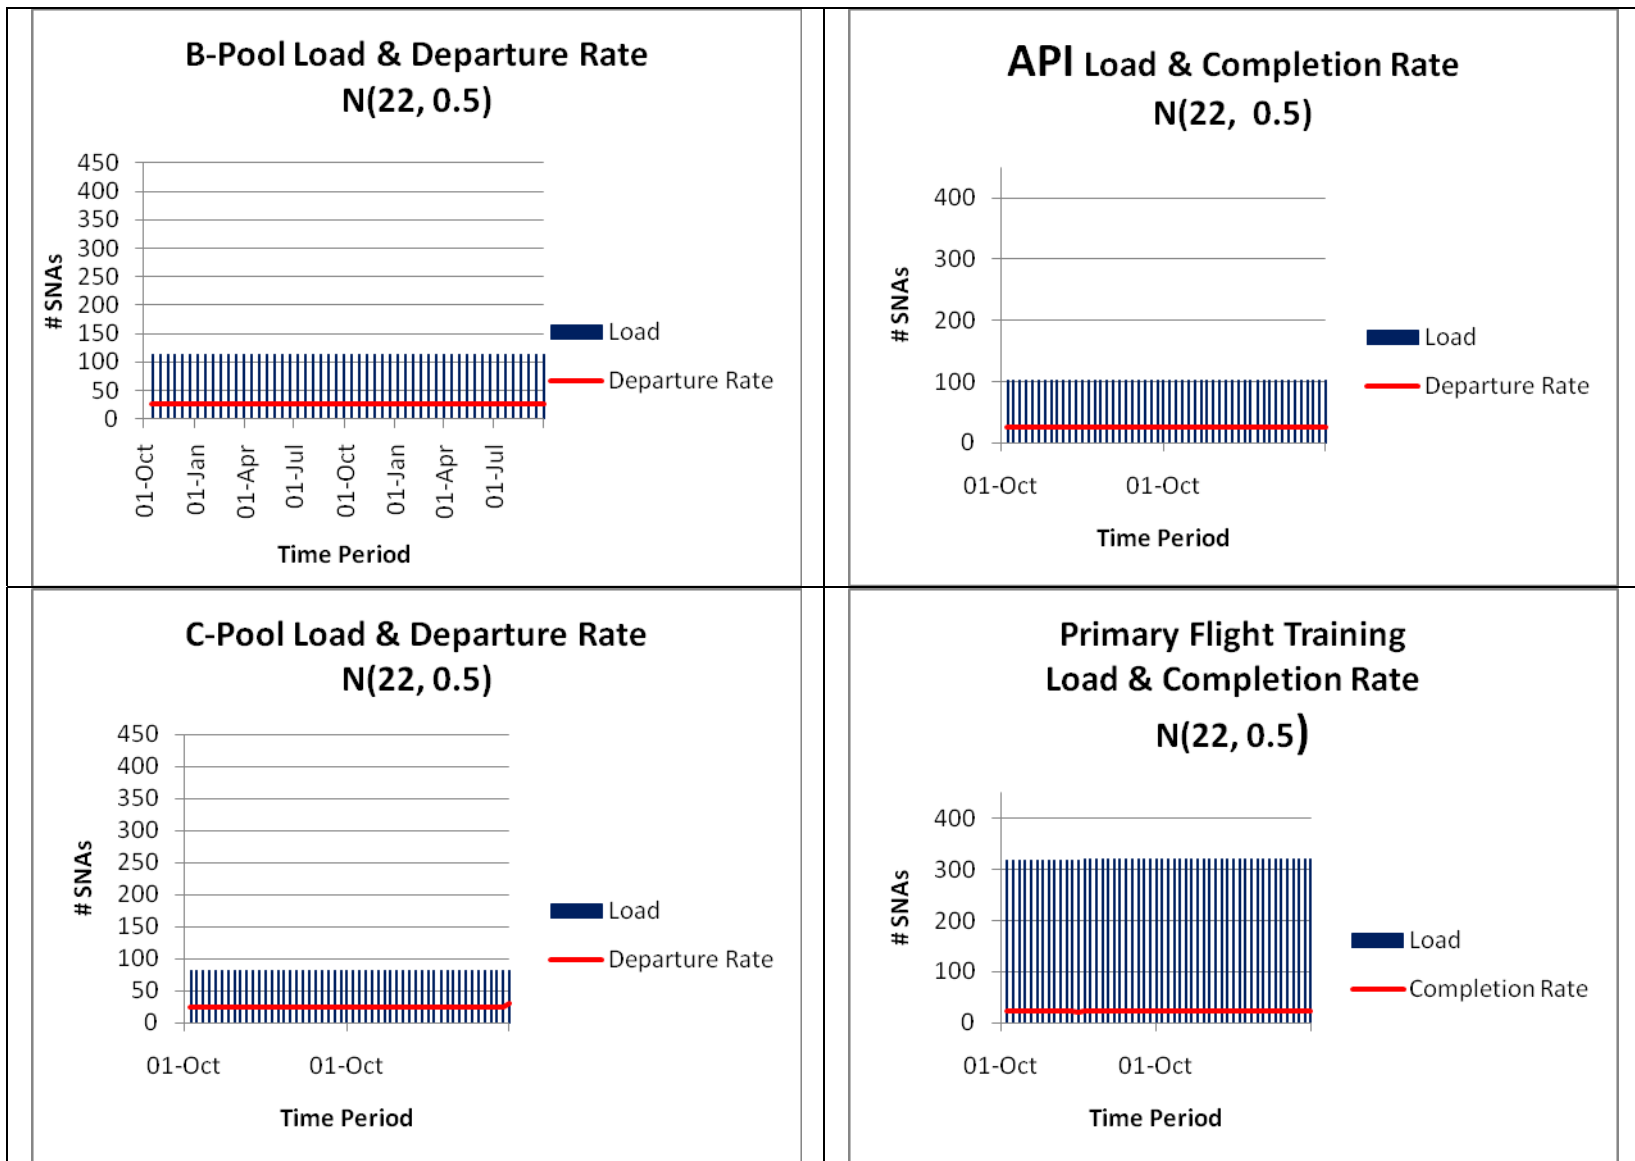 B-Pool Load & Departure Rate
N(22, 0.5)
450
400
350
300
250
200
150
100
50
0
# SNAs
01-Oct
01-Jan
01-Apr
01-Jul
01-Oct
01-Jan
01-Apr
01-Jul
Time Period
Load
Departure Rate
API Load & Completion Rate
N(22, 0.5)
400
300
200
100
0
# SNAs
01-Oct
01-Oct
Time Period
Load
Departure Rate
C-Pool Load & Departure Rate
N(22, 0.5)
450
400
350
300
250
200
150
100
50
0
# SNAs
01-Oct
01-Oct
Time Period
Load
Departure Rate
Primary Flight Training
Load & Completion Rate
N(22, 0.5)
400
300
200
100
0
# SNAs
01-Oct
01-Oct
Time Period
Load
Completion Rate